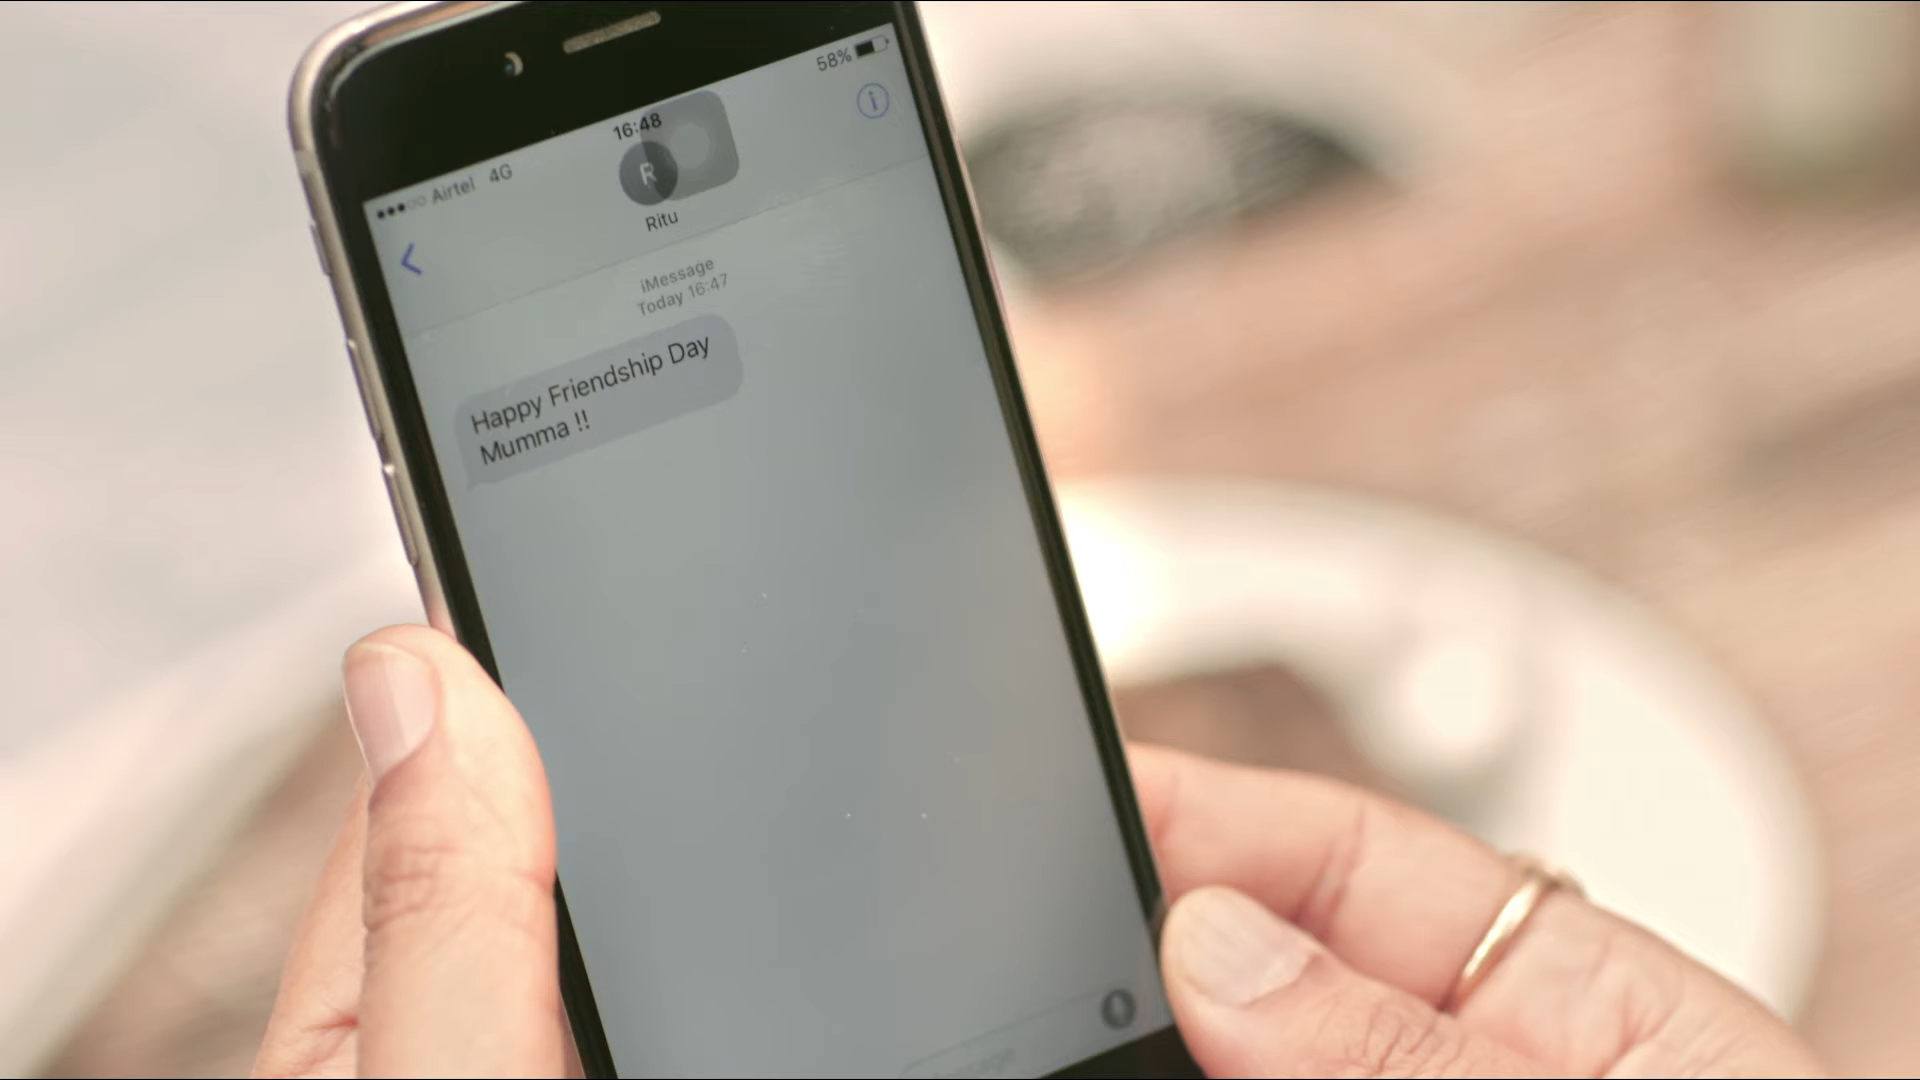 58%
16:48
Airtel 4G
R
Ritu
iMessage
Today 16:47
Happy Friendship Day
Mumma !!